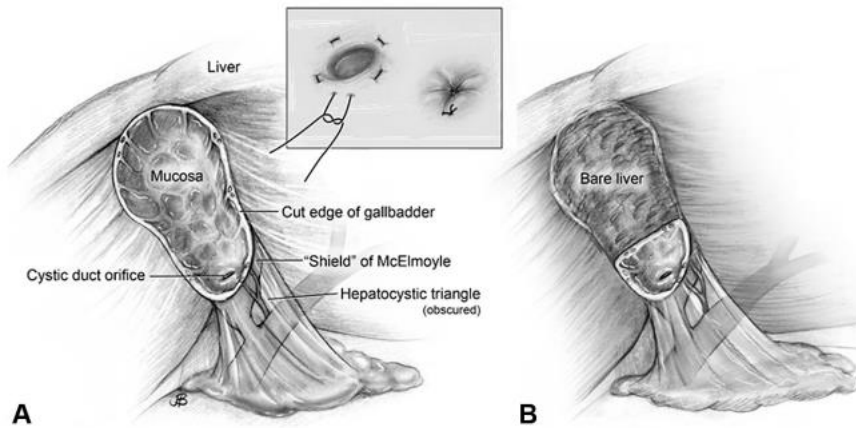 Liver
Mucosa
Cut edge of gallbadder
"Shield" of McElmoyle
Cystic duct orifice
Hepatocystic triangle
(obscured)
A
Bare liver
B